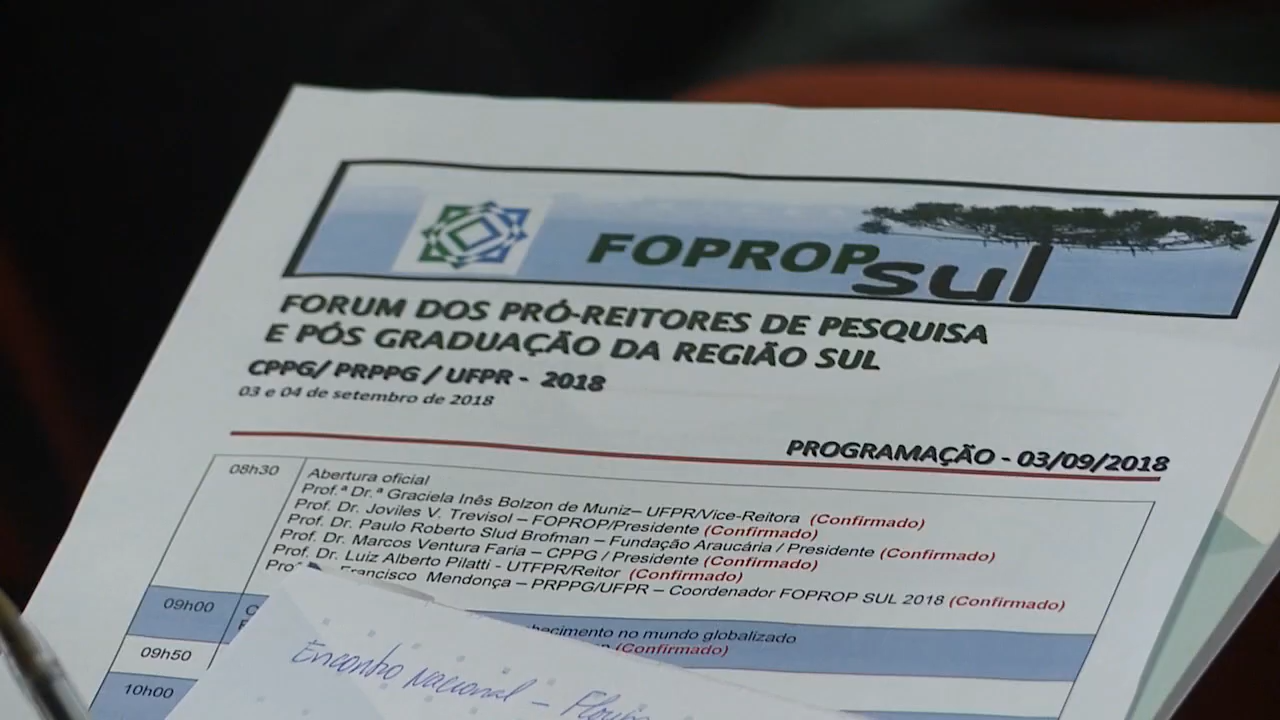 FOPROP sul
FORUM DOS PRÓ-REITORES DE PESQUISA
E PÓS GRADUAÇÃO DA REGIÃO SUL
CPPG/ PRPPG / UFPR - 2018
03 e 04 de setembro de 2018
PROGRAMAÇÃO - 03/09/2018
08h30 Abertura oficial
Prof.ª Dr.ª Graciela Inês Bolzon de Muniz– UFPR/Vice-Reitora (Confirmado)
Prof. Dr. Joviles V. Trevisol – FOPROP/Presidente (Confirmado)
Prof. Dr. Paulo Roberto Slud Brofman – Fundação Araucária / Presidente (Confirmado)
Prof. Dr. Marcos Ventura Faria – CPPG / Presidente (Confirmado)
Prof. Dr. Luiz Alberto Pilatti - UTFPR/Reitor (Confirmado)
Francisco Mendonça – PRPPG/UFPR – Coordenador FOPROP SUL 2018 (Confirmado)
09h00 no mundo globalizado
(Confirmado)
09h50
10h00
Encontro Nacional –